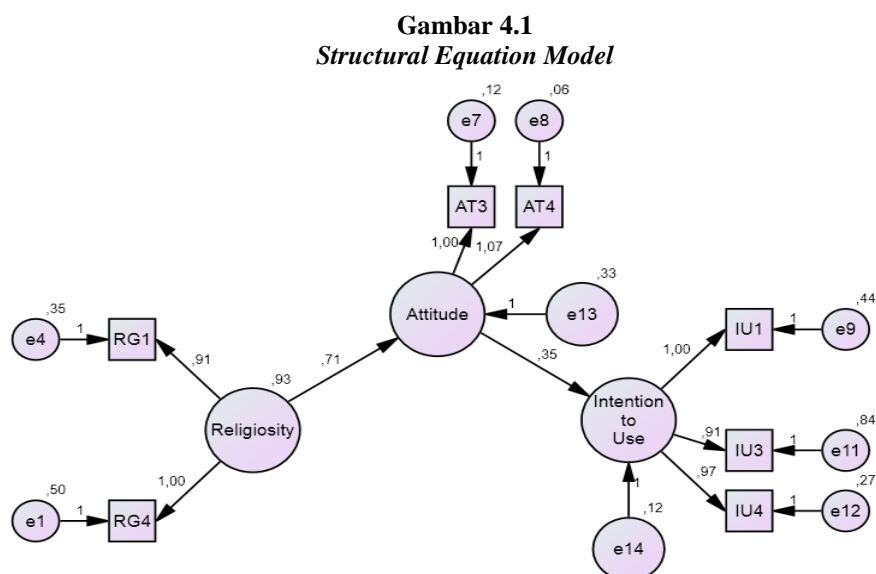 Gambar 4.1
Structural Equation Model
,12
,06
e7
e8
1
1
AT3
AT4
1,00
1,07
,33
,35
,44
Attitude
1
e13
e4
1
RG1
IU1
1
e9
,91
,71
,35
1,00
,93
Religiosity
Intention
to
Use
,84
,91
IU3
1
e11
,50
1,00
,97
,27
e1
1
RG4
IU4
1
e12
1
,12
e14